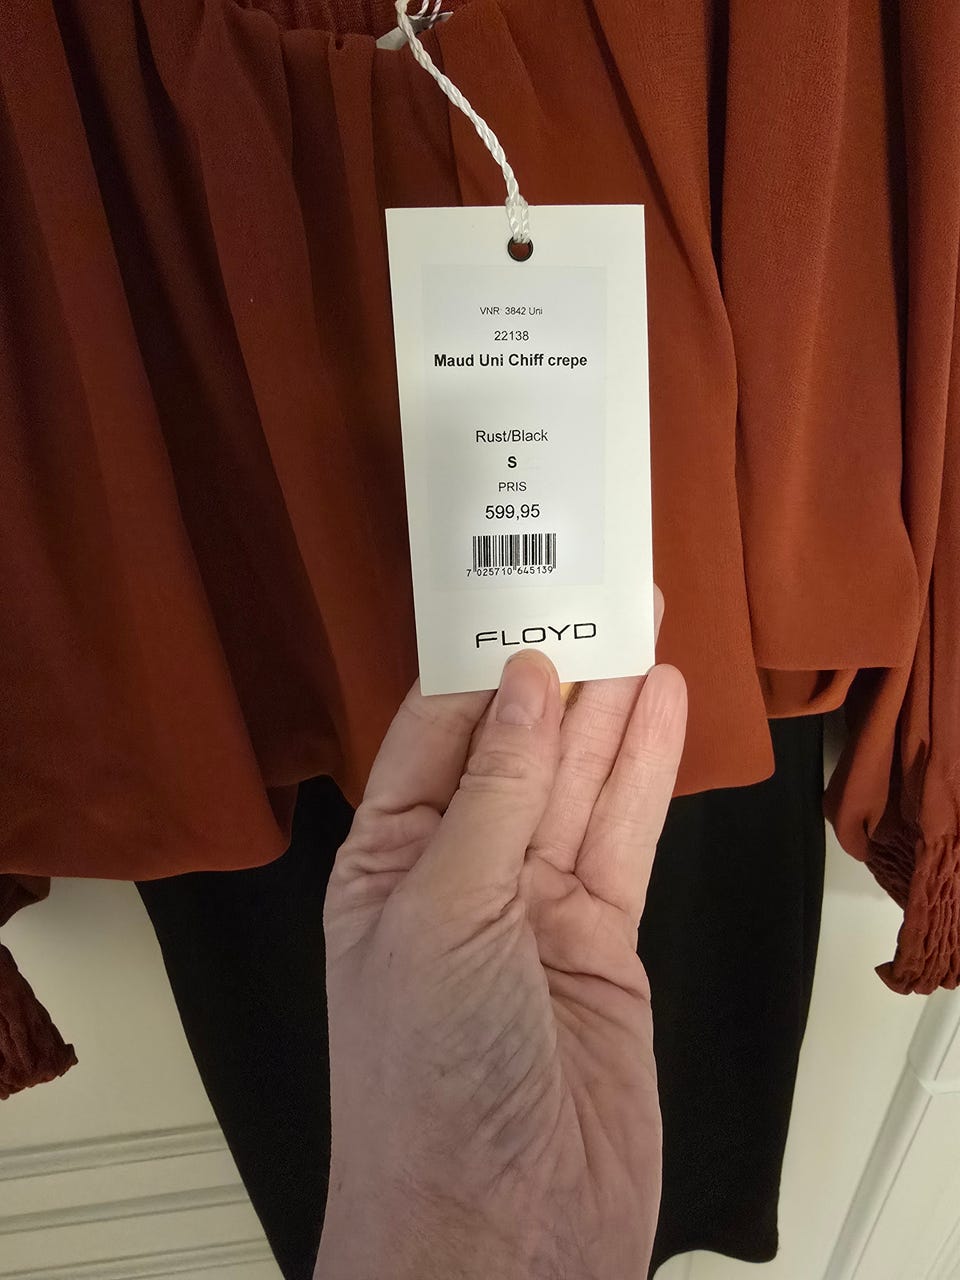 VNR: 3842 Uni
22138
Maud Uni Chiff crepe
Rust/Black
S
PRIS
599,95
7 025710 645139
FLOYD